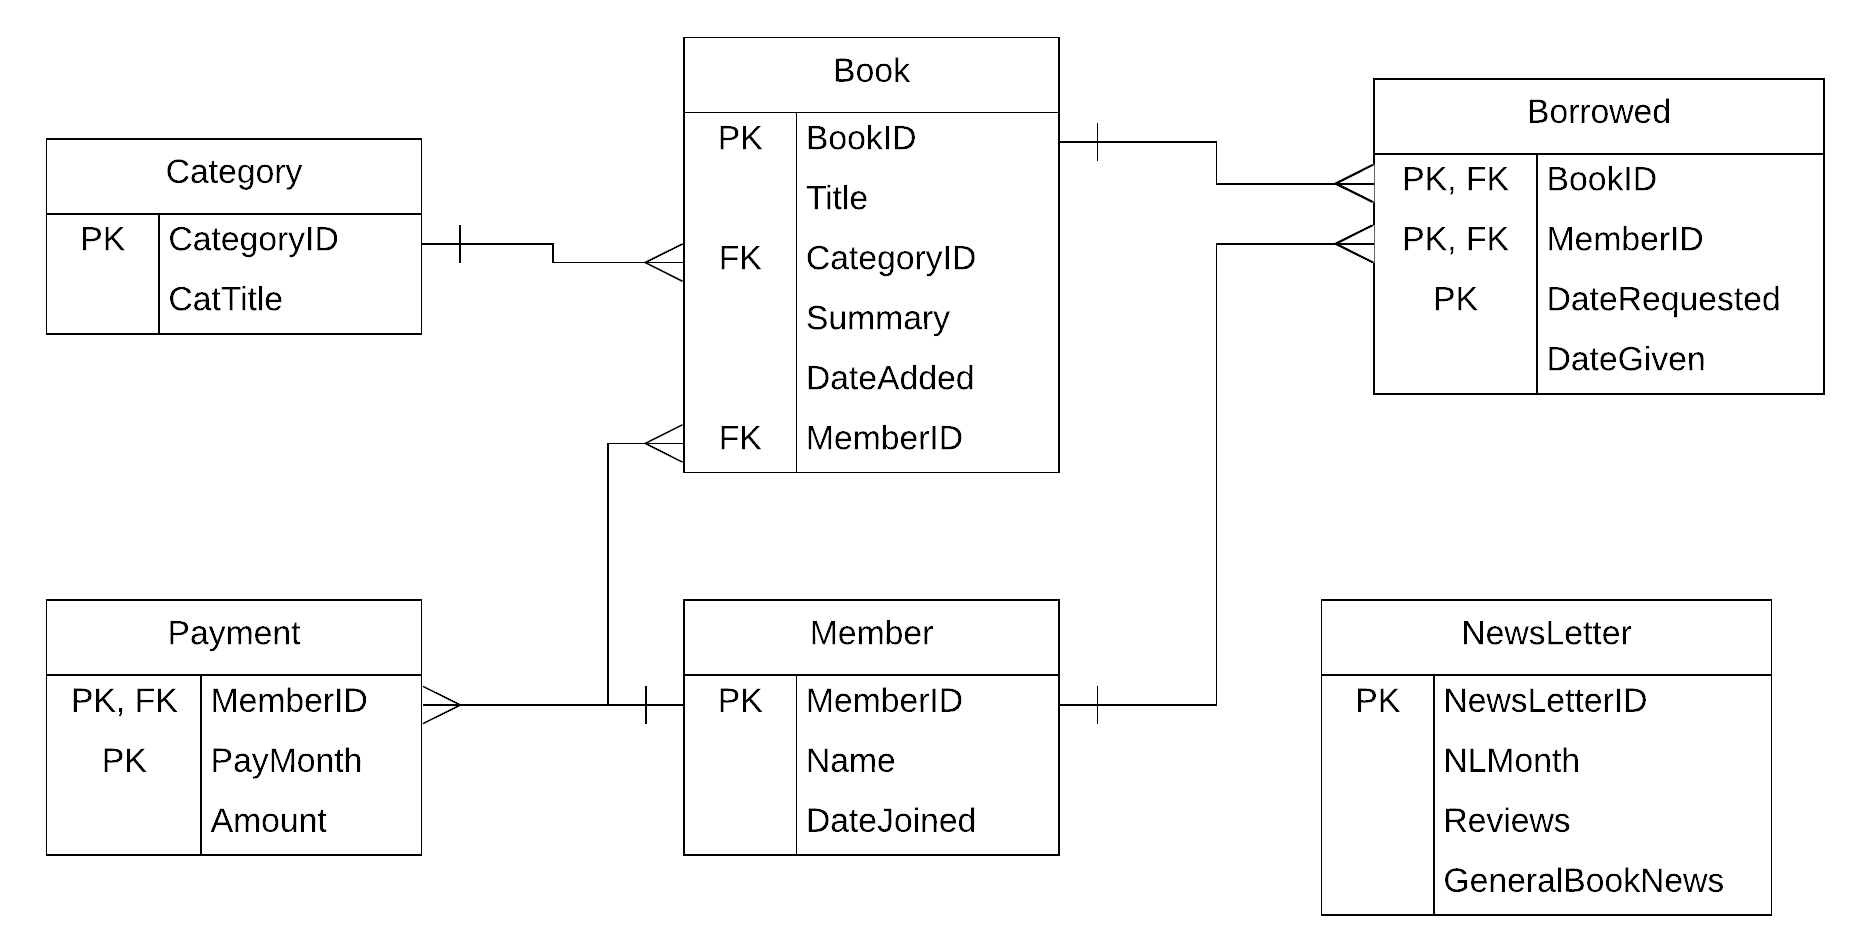 Book
PK BookID
Title
FK CategoryID
Summary
DateAdded
FK MemberID
Borrowed
PK, FK BookID
PK, FK MemberID
PK DateRequested
DateGiven
Category
PK CategoryID
CatTitle
Payment
PK, FK MemberID
PK PayMonth
Amount
Member
PK MemberID
Name
DateJoined
NewsLetter
PK NewsLetterID
NLMonth
Reviews
GeneralBookNews